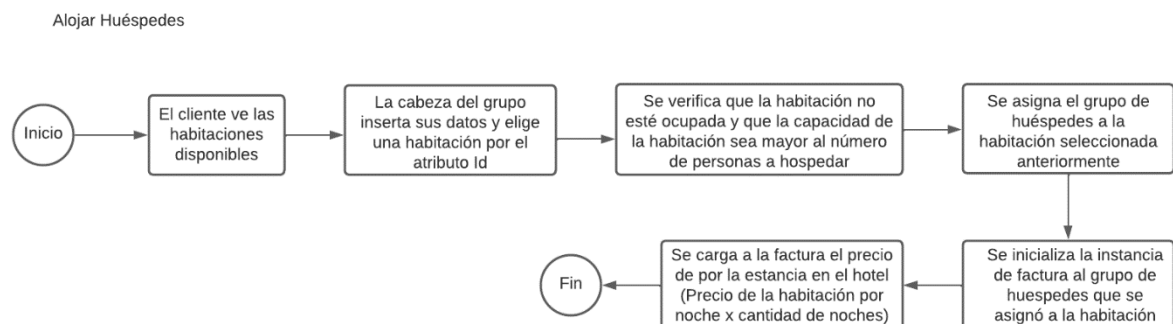 Alojar Huéspedes
Inicio
El cliente ve las
habitaciones
disponibles
La cabeza del grupo
inserta sus datos y elige
una habitación por el
atributo Id
Se verifica que la habitación no
esté ocupada y que la capacidad de
la habitación sea mayor al número
de personas a hospedar
Se asigna el grupo de
huéspedes a la
habitación seleccionada
anteriormente
Se inicializa la instancia
de factura al grupo de
huespedes que se
asignó a la habitación
Se carga a la factura el precio
de por la estancia en el hotel
(Precio de la habitación por
noche x cantidad de noches)
Fin